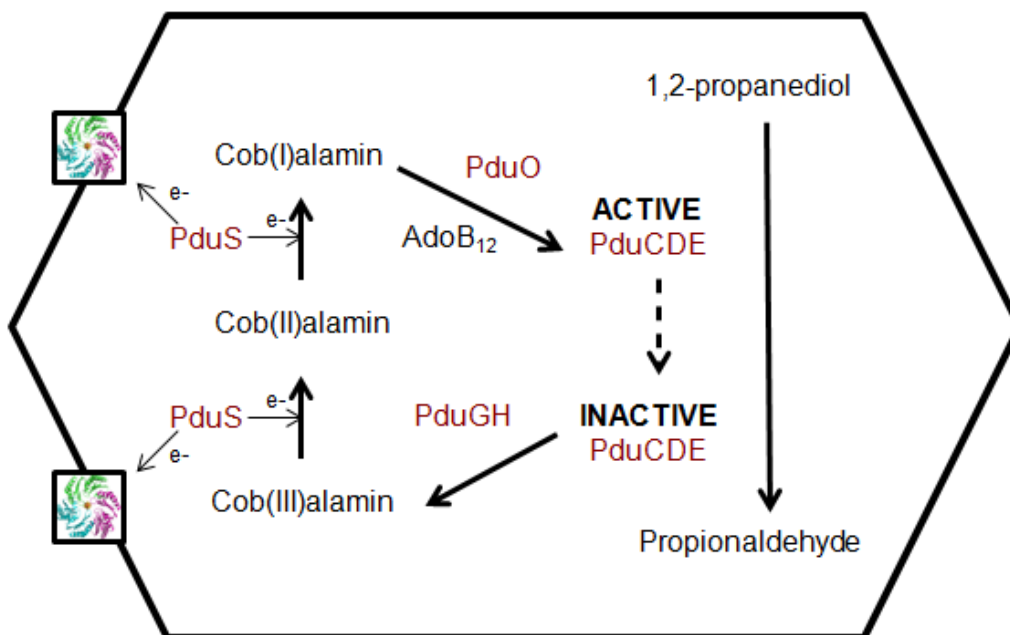 1,2-propanediol
Cob(I)alamin
PduO
e-
PduS
e-
AdoB₁₂
ACTIVE
PduCDE
Cob(II)alamin
e-
PduS
e-
PduGH
INACTIVE
PduCDE
Cob(III)alamin
Propionaldehyde